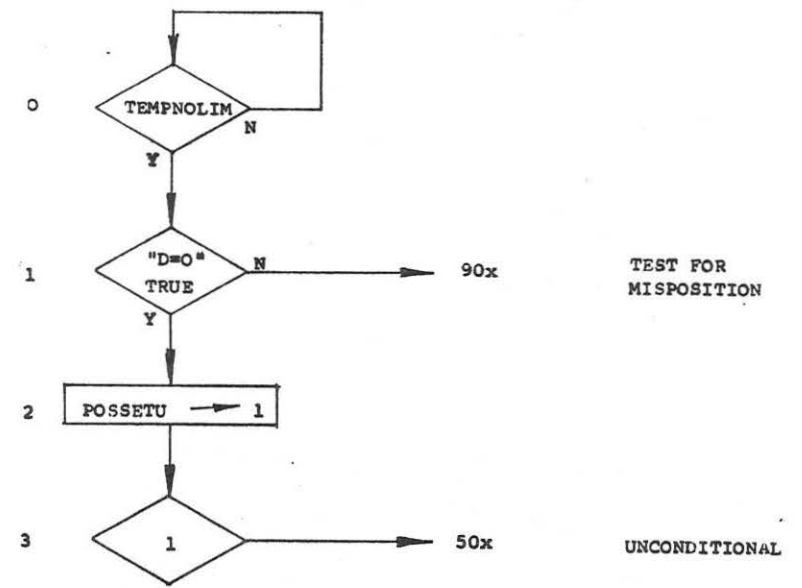 0
TEMPNOLIM
N
Y
1
"D=O"
TRUE
N
90x
TEST FOR
MISPOSITION
Y
2
POSSETU → 1
3
1
50x
UNCONDITIONAL